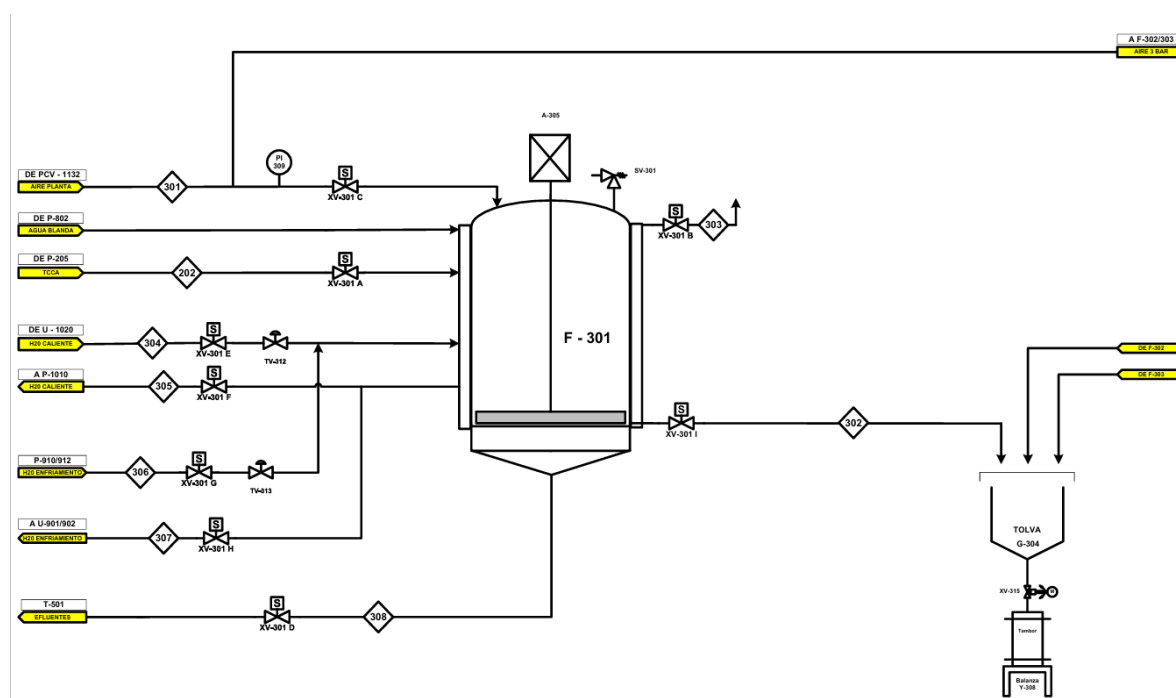 A F-302/303
AIRE 3 BAR
A-305
SV-301
DE PCV - 1132
AIRE PLANTA
301
PI
309
S
XV-301 C
DE P-802
AGUA BLANDA
S
XV-301 B
303
DE P-205
TCCA
202
S
XV-301 A
F - 301
DE U - 1020
H20 CALIENTE
304
S
XV-301 E
TV-312
DE F-302
DE F-303
A P-1010
H20 CALIENTE
305
S
XV-301 F
S
XV-301 I
302
P-910/912
H20 ENFRIAMIENTO
306
S
XV-301 G
TV-313
A U-901/902
H20 ENFRIAMIENTO
307
S
XV-301 H
TOLVA
G-304
XV-315
T-501
EFLUENTES
S
XV-301 D
308
Tambor
Balanza
Y-308